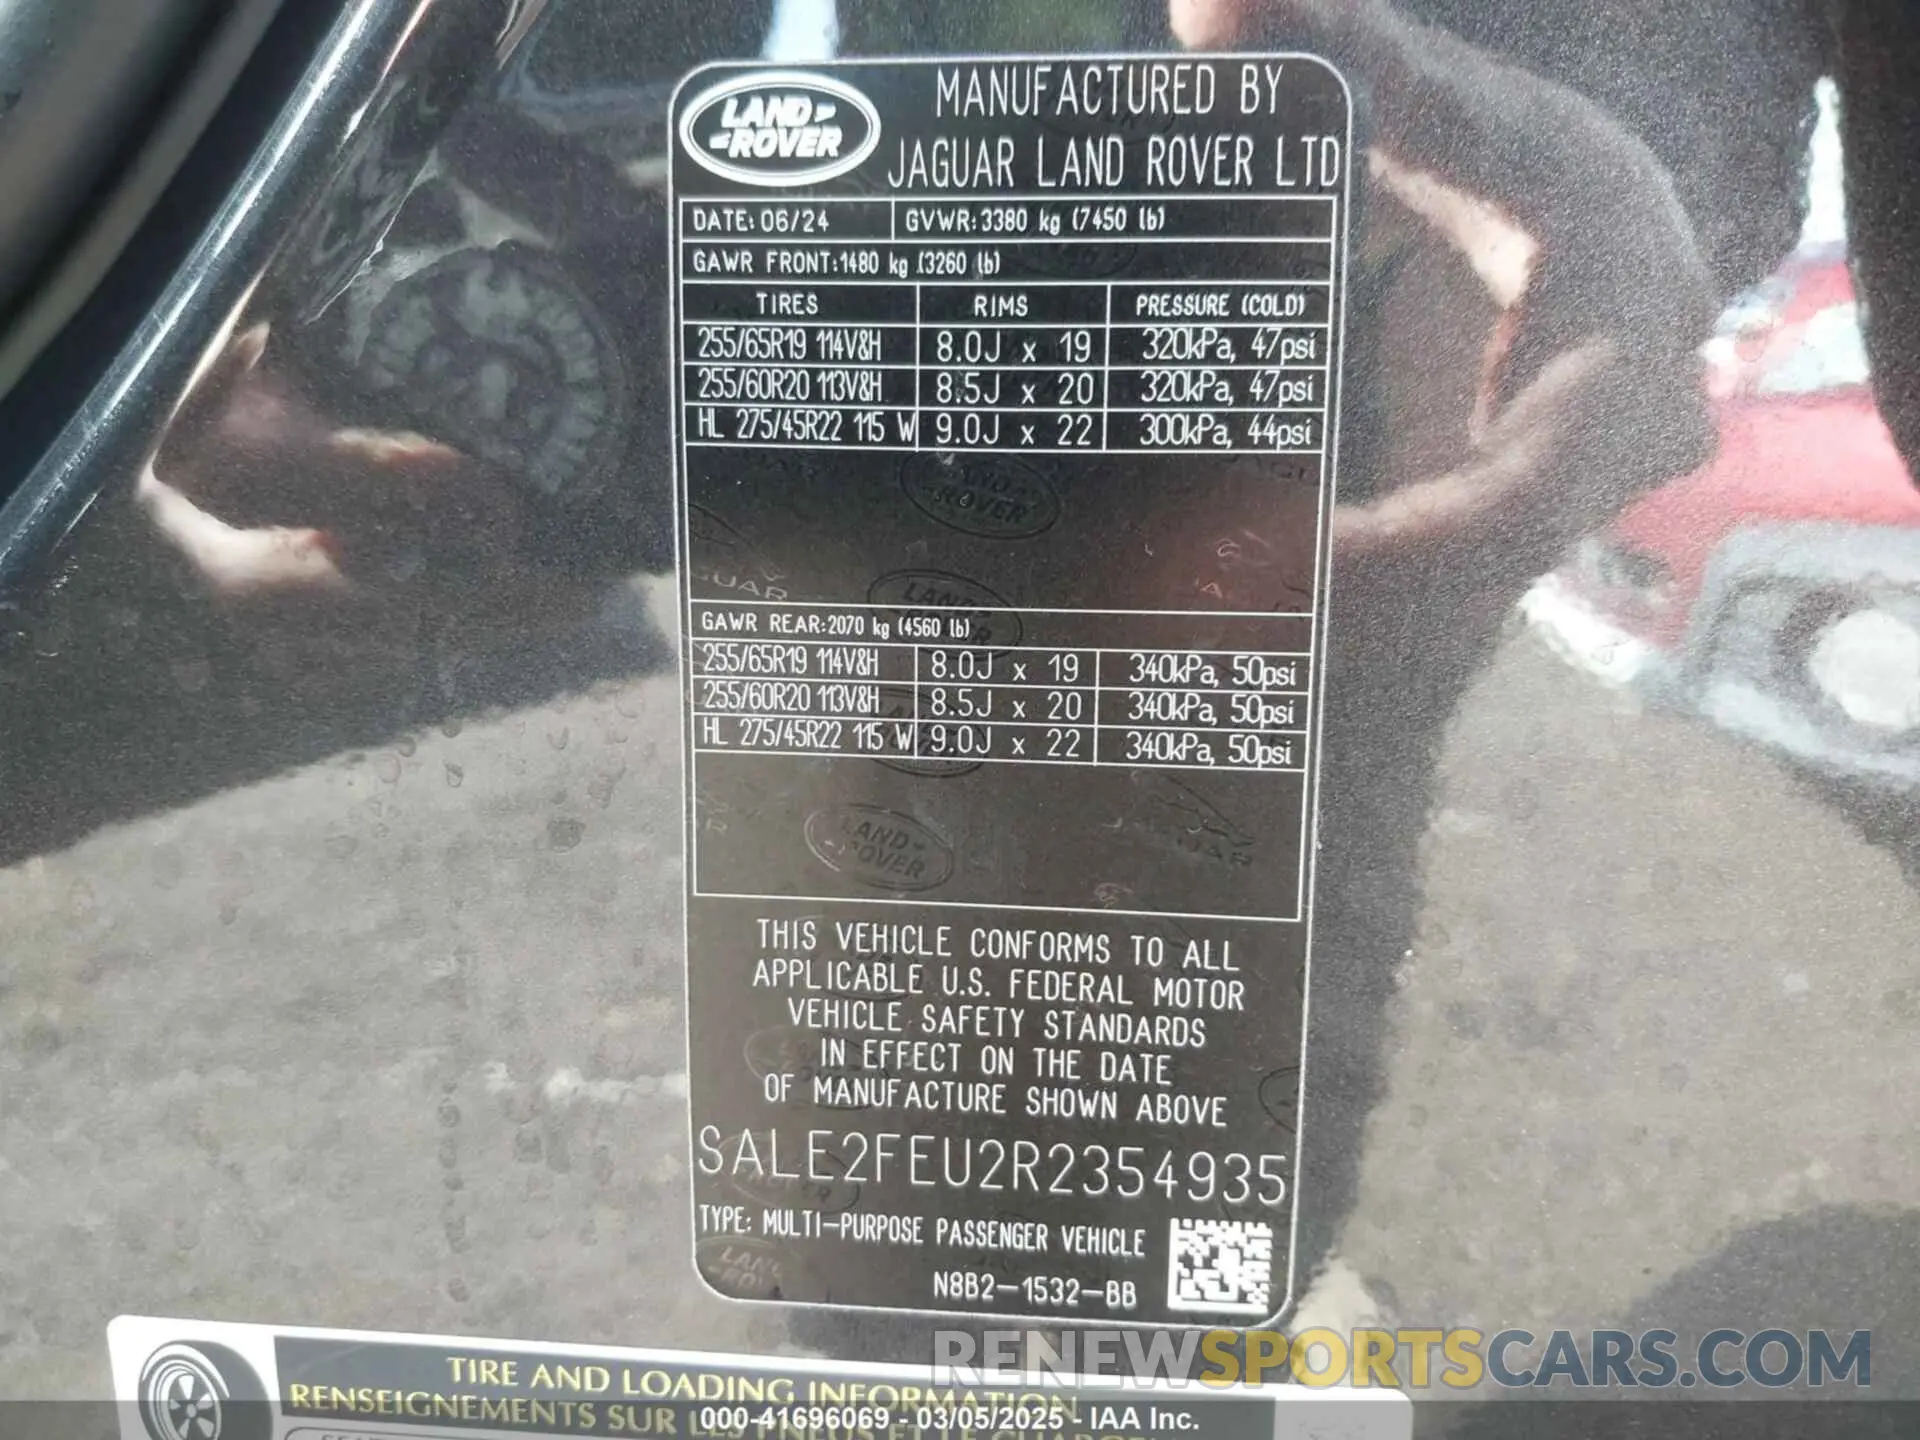 LAND ROVER
MANUFACTURED BY
JAGUAR LAND ROVER LTD
DATE: 06/24 GVWR: 3380 kg (7450 lb)
GAWR FRONT: 1480 kg (3260 lb)
TIRES RIMS PRESSURE (COLD)
255/65R19 114V&H 8.0J x 19 320kPa, 47psi
255/60R20 113V&H 8.5J x 20 320kPa, 47psi
HL 275/45R22 115 W 9.0J x 22 300kPa, 44psi
GAWR REAR: 2070 kg (4560 lb)
255/65R19 114V&H 8.0J x 19 340kPa, 50psi
255/60R20 113V&H 8.5J x 20 340kPa, 50psi
HL 275/45R22 115 W 9.0J x 22 340kPa, 50psi
THIS VEHICLE CONFORMS TO ALL
APPLICABLE U.S. FEDERAL MOTOR
VEHICLE SAFETY STANDARDS
IN EFFECT ON THE DATE
OF MANUFACTURE SHOWN ABOVE
SALE2FEU2R2354935
TYPE: MULTI-PURPOSE PASSENGER VEHICLE
N8B2-1532-BB
RENEWSPORTSCARS.COM
TIRE AND LOADING INFORMATION
RENSEIGNEMENTS SUR LES PNEUS ET LE
000-41696069 - 03/05/2025 - IAA Inc.